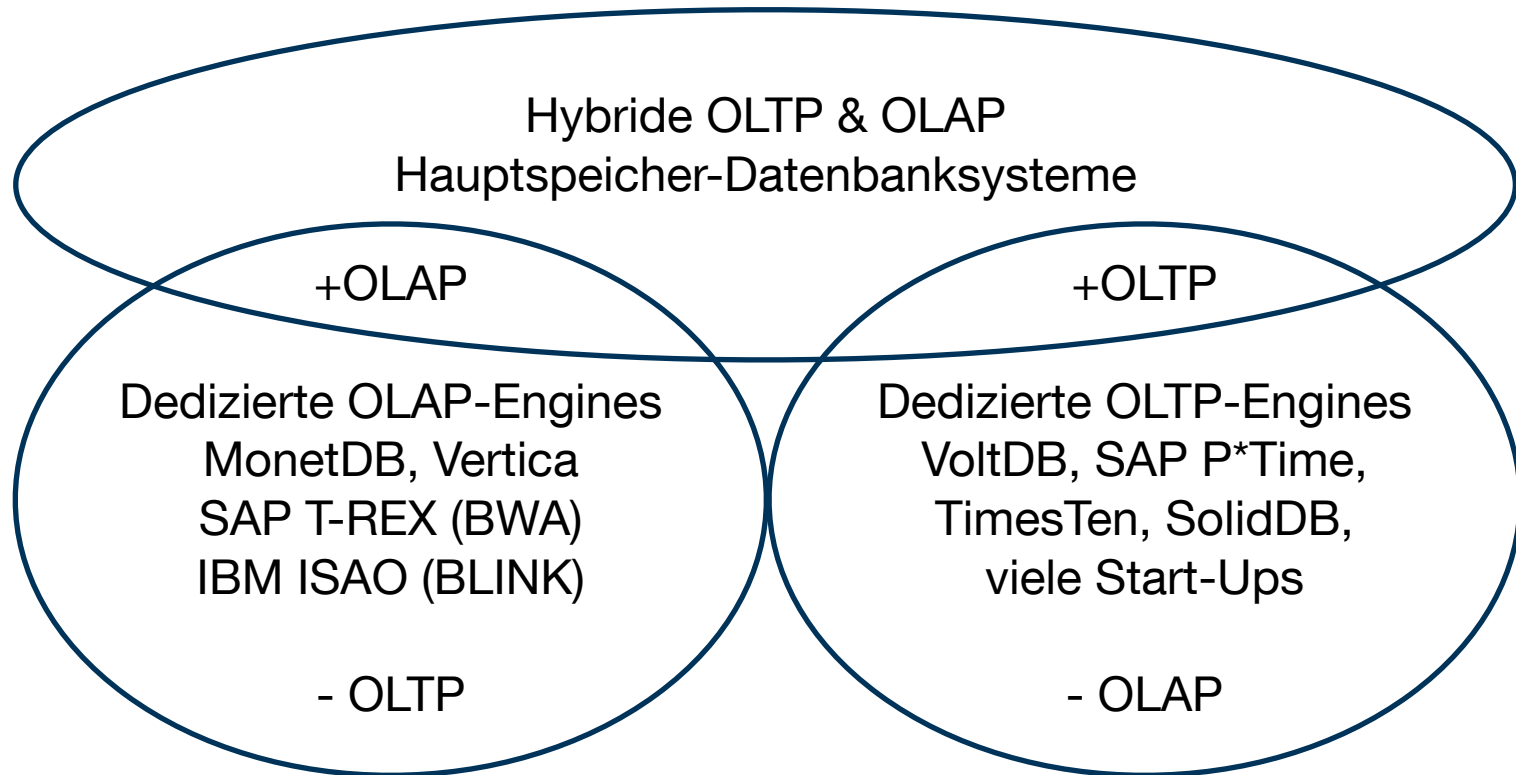 Hybride OLTP & OLAP
Hauptspeicher-Datenbanksysteme
+OLAP
+OLTP
Dedizierte OLAP-Engines
MonetDB, Vertica
SAP T-REX (BWA)
IBM ISAO (BLINK)
- OLTP
Dedizierte OLTP-Engines
VoltDB, SAP P*Time,
TimesTen, SolidDB,
viele Start-Ups
- OLAP